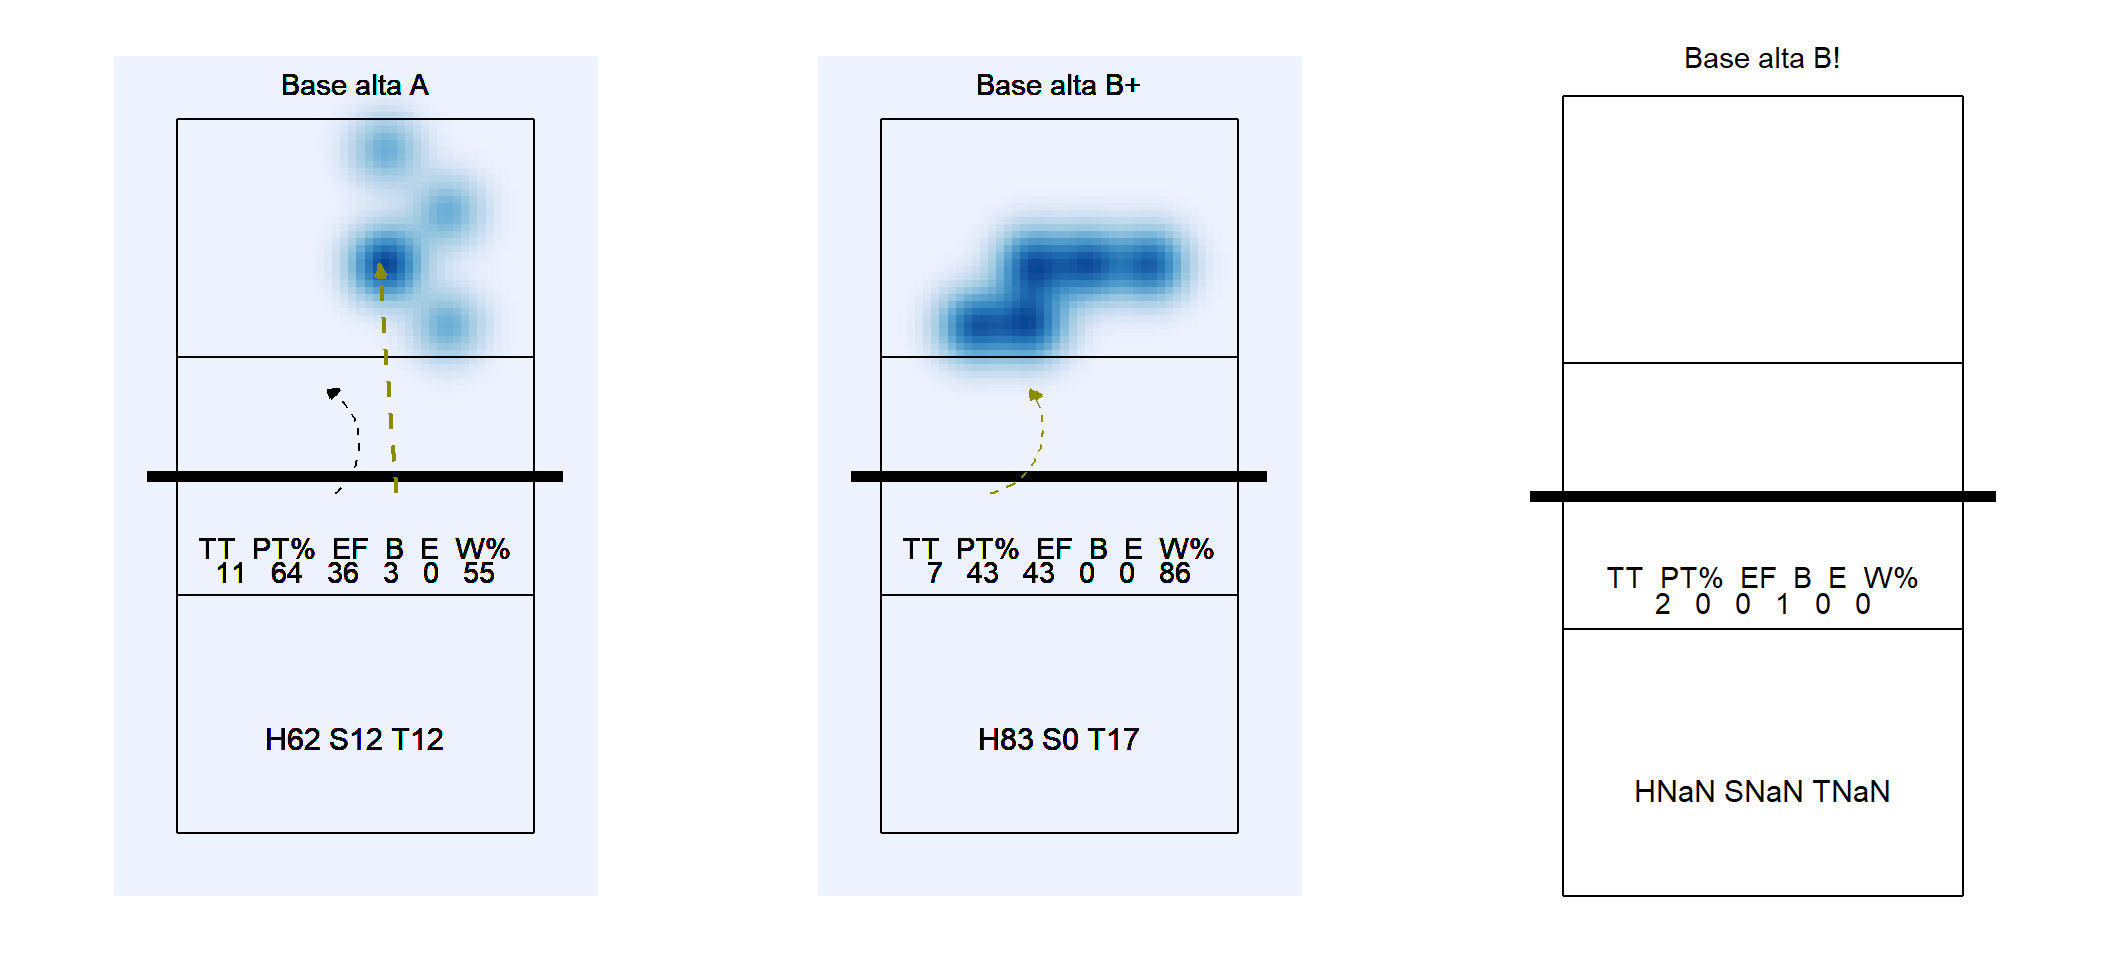 Base alta A
TT PT% EF B E W%
11 64 36 3 0 55
H62 S12 T12
Base alta B+
TT PT% EF B E W%
7 43 43 0 0 86
H83 S0 T17
Base alta B!
TT PT% EF B E W%
2 0 0 1 0 0
HNaN SNaN TNaN